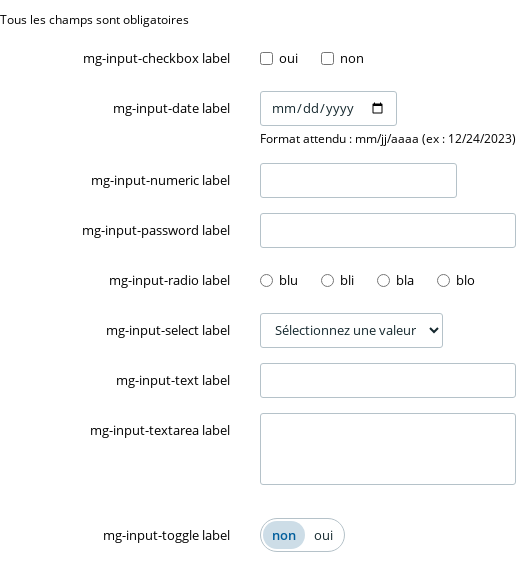 Tous les champs sont obligatoires
mg-input-checkbox label oui non
mg-input-date label mm/dd/yyyy
Format attendu : mm/jj/aaaa (ex : 12/24/2023)
mg-input-numeric label
mg-input-password label
mg-input-radio label blu bli bla blo
mg-input-select label Sélectionnez une valeur
mg-input-text label
mg-input-textarea label
mg-input-toggle label non oui